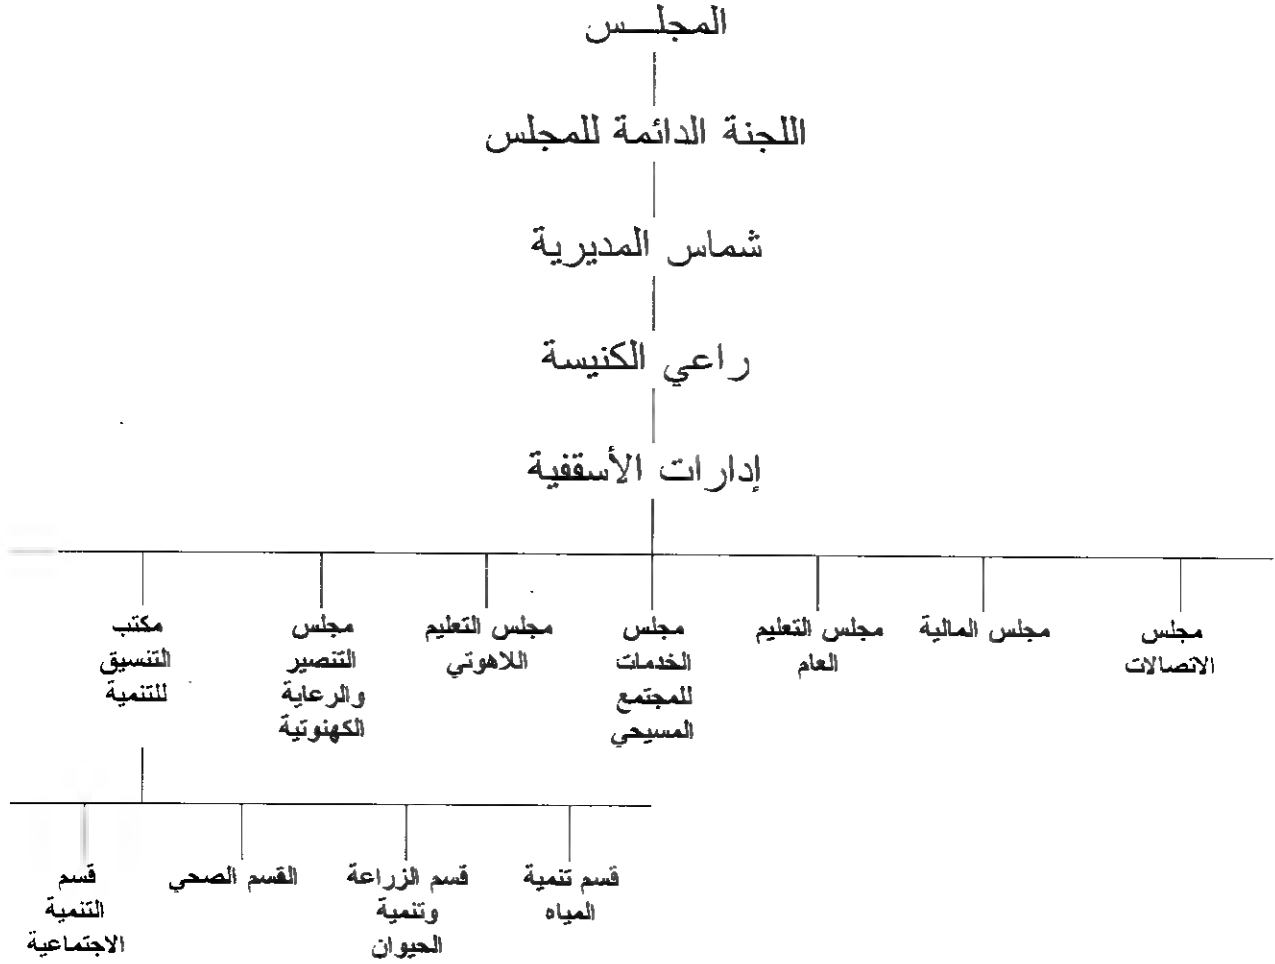 المجلس
اللجنة الدائمة للمجلس
شماس المديرية
راعي الكنيسة
إدارات الأسقفية
مجلس
الاتصالات
مجلس المالية
مجلس التعليم
العام
مجلس
الخدمات
للمجتمع
المسيحي
مجلس التعليم
اللاهوتي
مجلس
التنصير
والرعاية
الكهنوتية
مكتب
التنسيق
للتنمية
قسم تنمية
المياه
قسم الزراعة
وتنمية
الحيوان
القسم الصحي
قسم
التنمية
الاجتماعية